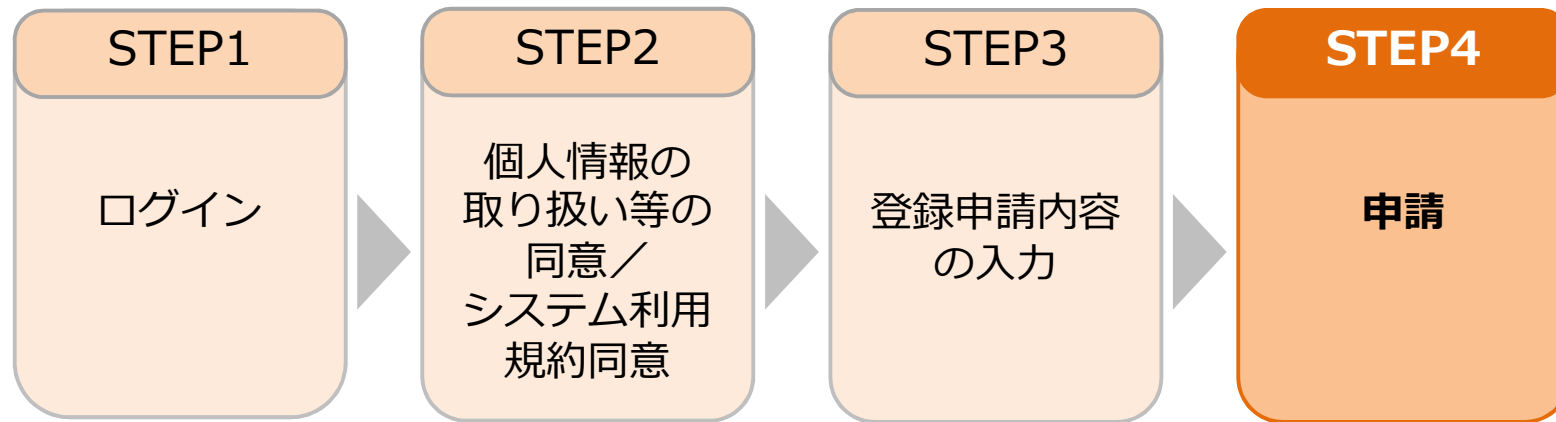 STEP1
ログイン
STEP2
個人情報の
取り扱い等の
同意／
システム利用
規約同意
STEP3
登録申請内容
の入力
STEP4
申請